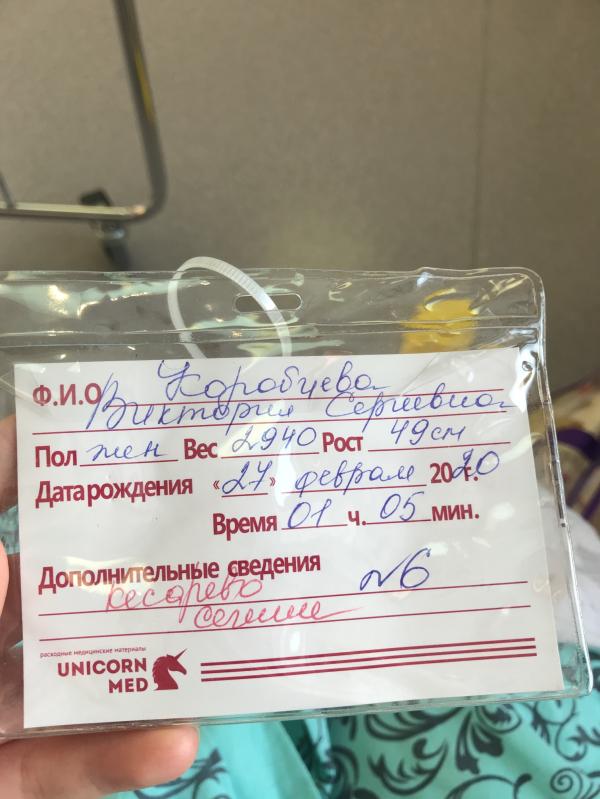 Ф.И.О. Коробцева
Виктория Сергеевна
Пол жен Вес 2940 Рост 49 см
Дата рождения «27» февраля 2020 г.
Время 01 ч. 05 мин.
Дополнительные сведения №6
кесарево
сечение
расходные медицинские материалы
UNICORN
MED